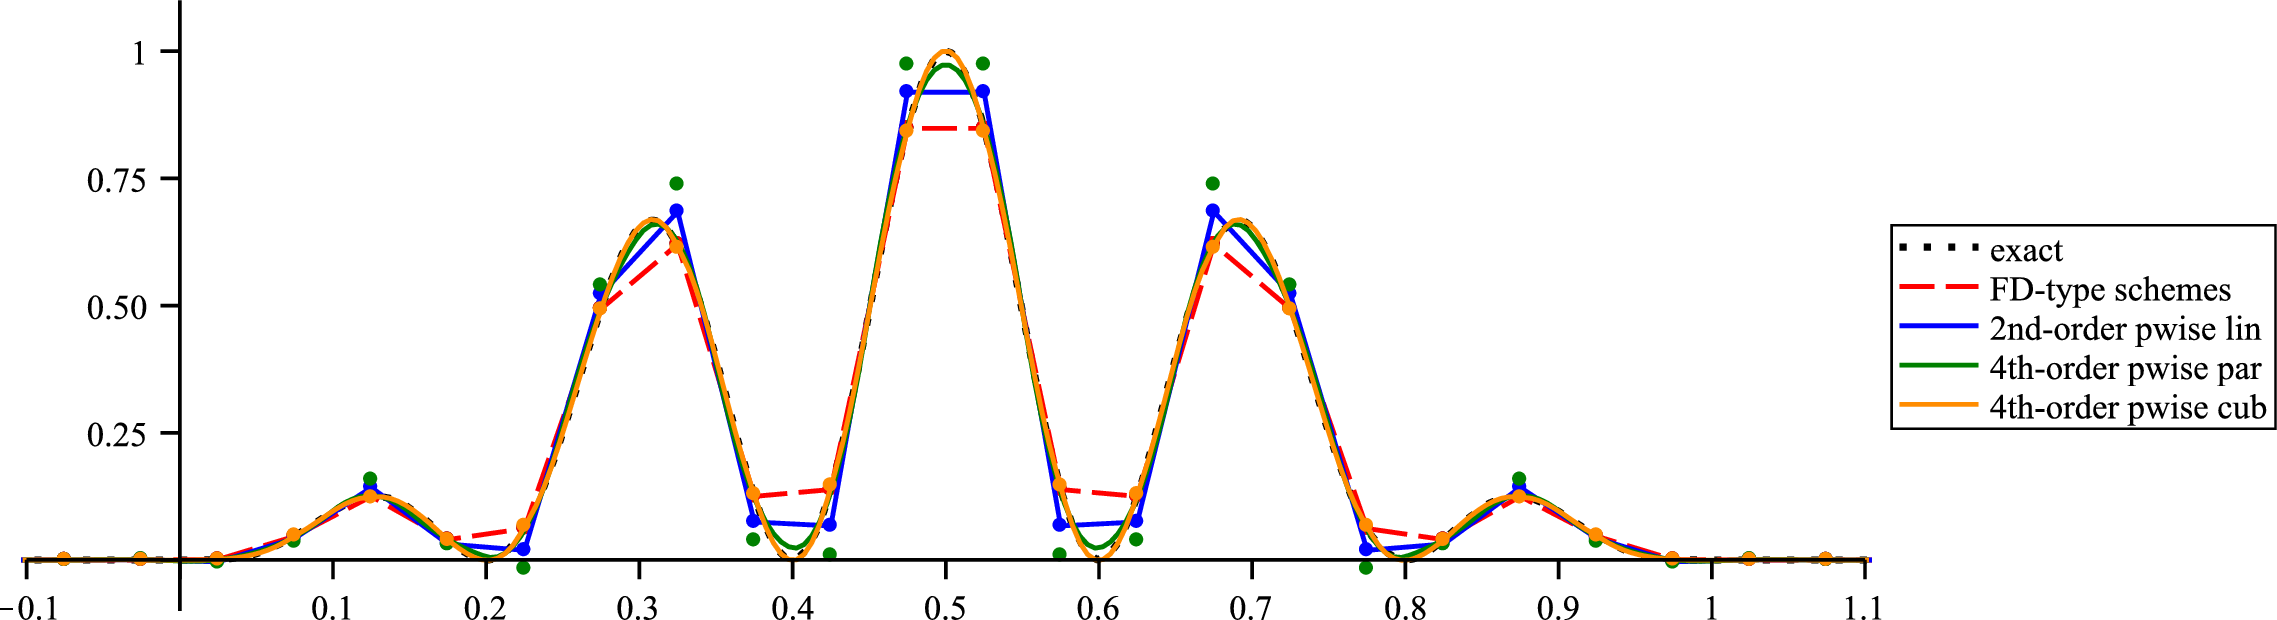 1
0.75
0.50
0.25
−0.1 0.1 0.2 0.3 0.4 0.5 0.6 0.7 0.8 0.9 1 1.1
exact
FD-type schemes
2nd-order pwise lin
4th-order pwise par
4th-order pwise cub